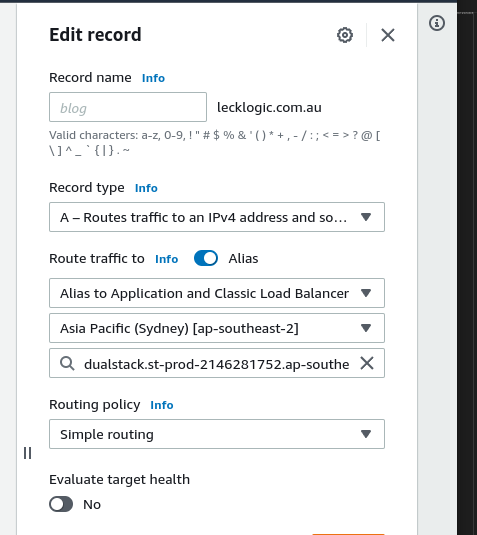 Edit record
Record name Info
blog lecklogic.com.au
Valid characters: a-z, 0-9, ! " # $ % & ' ( ) * + , - / : ; < = > ? @ [
\ ] ^ _ ` { | } . ~
Record type Info
A – Routes traffic to an IPv4 address and so...
Route traffic to Info Alias
Alias to Application and Classic Load Balancer
Asia Pacific (Sydney) [ap-southeast-2]
dualstack.st-prod-2146281752.ap-southe
Routing policy Info
Simple routing
Evaluate target health
No